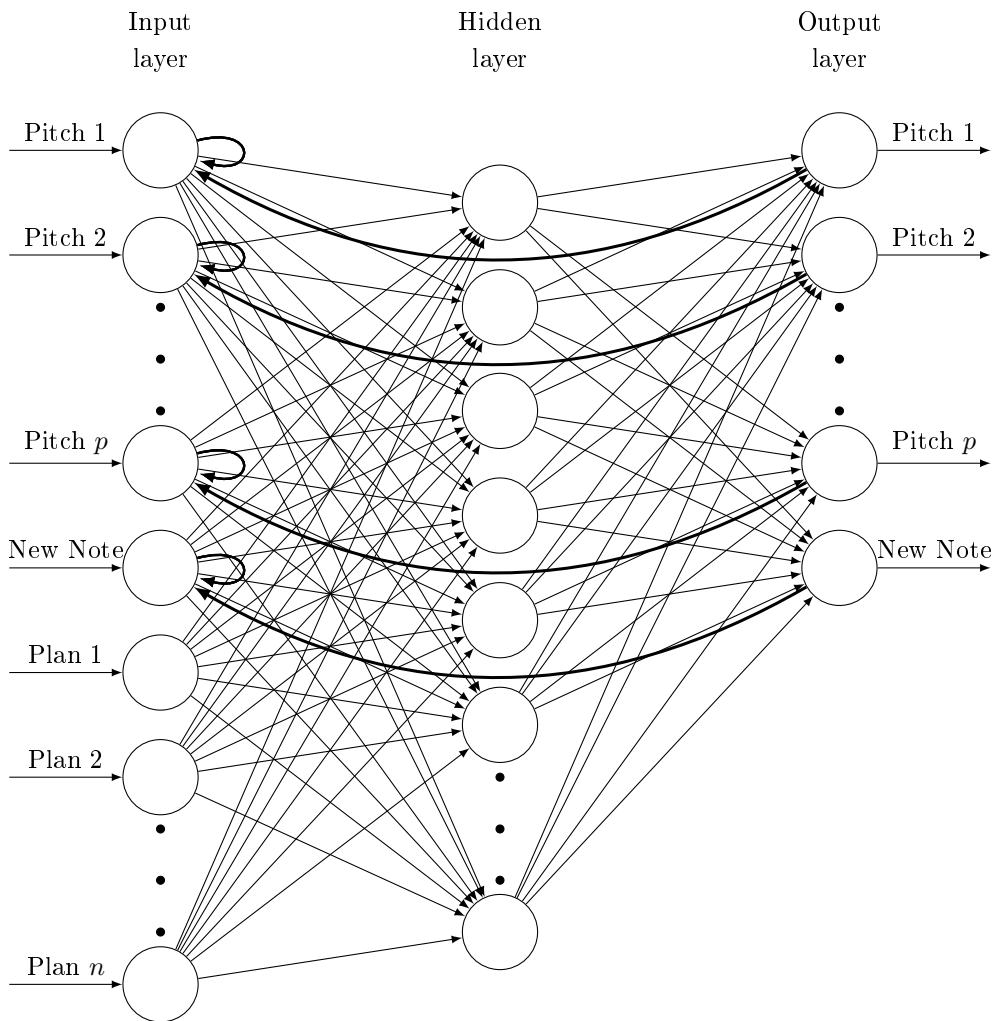 Input
layer
Hidden
layer
Output
layer
Pitch 1
Pitch 2
Pitch p
New Note
Plan 1
Plan 2
Plan n
Pitch 1
Pitch 2
Pitch p
New Note